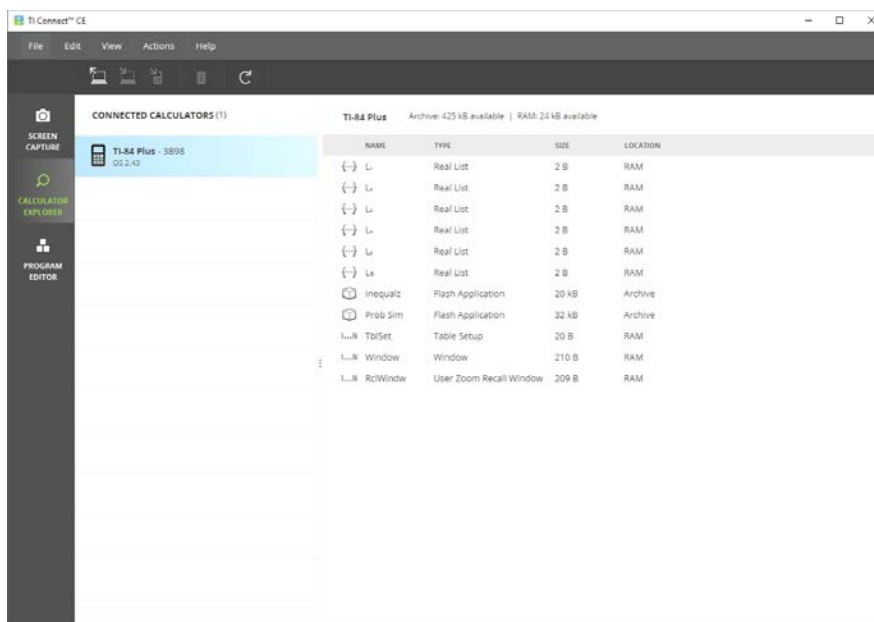 TI Connect™ CE
File Edit View Actions Help
SCREEN CAPTURE
CALCULATOR EXPLORER
PROGRAM EDITOR
CONNECTED CALCULATORS (1)
TI-84 Plus - 3898
OS 2.43
TI-84 Plus Archive: 425 kB available | RAM: 24 kB available
NAME TYPE SIZE LOCATION
Real List 2 B RAM
Real List 2 B RAM
Real List 2 B RAM
Real List 2 B RAM
Real List 2 B RAM
L₆ Real List 2 B RAM
Inequalz Flash Application 20 kB Archive
Prob Sim Flash Application 32 kB Archive
TblSet Table Setup 20 B RAM
Window Window 210 B RAM
RclWindw User Zoom Recall Window 209 B RAM